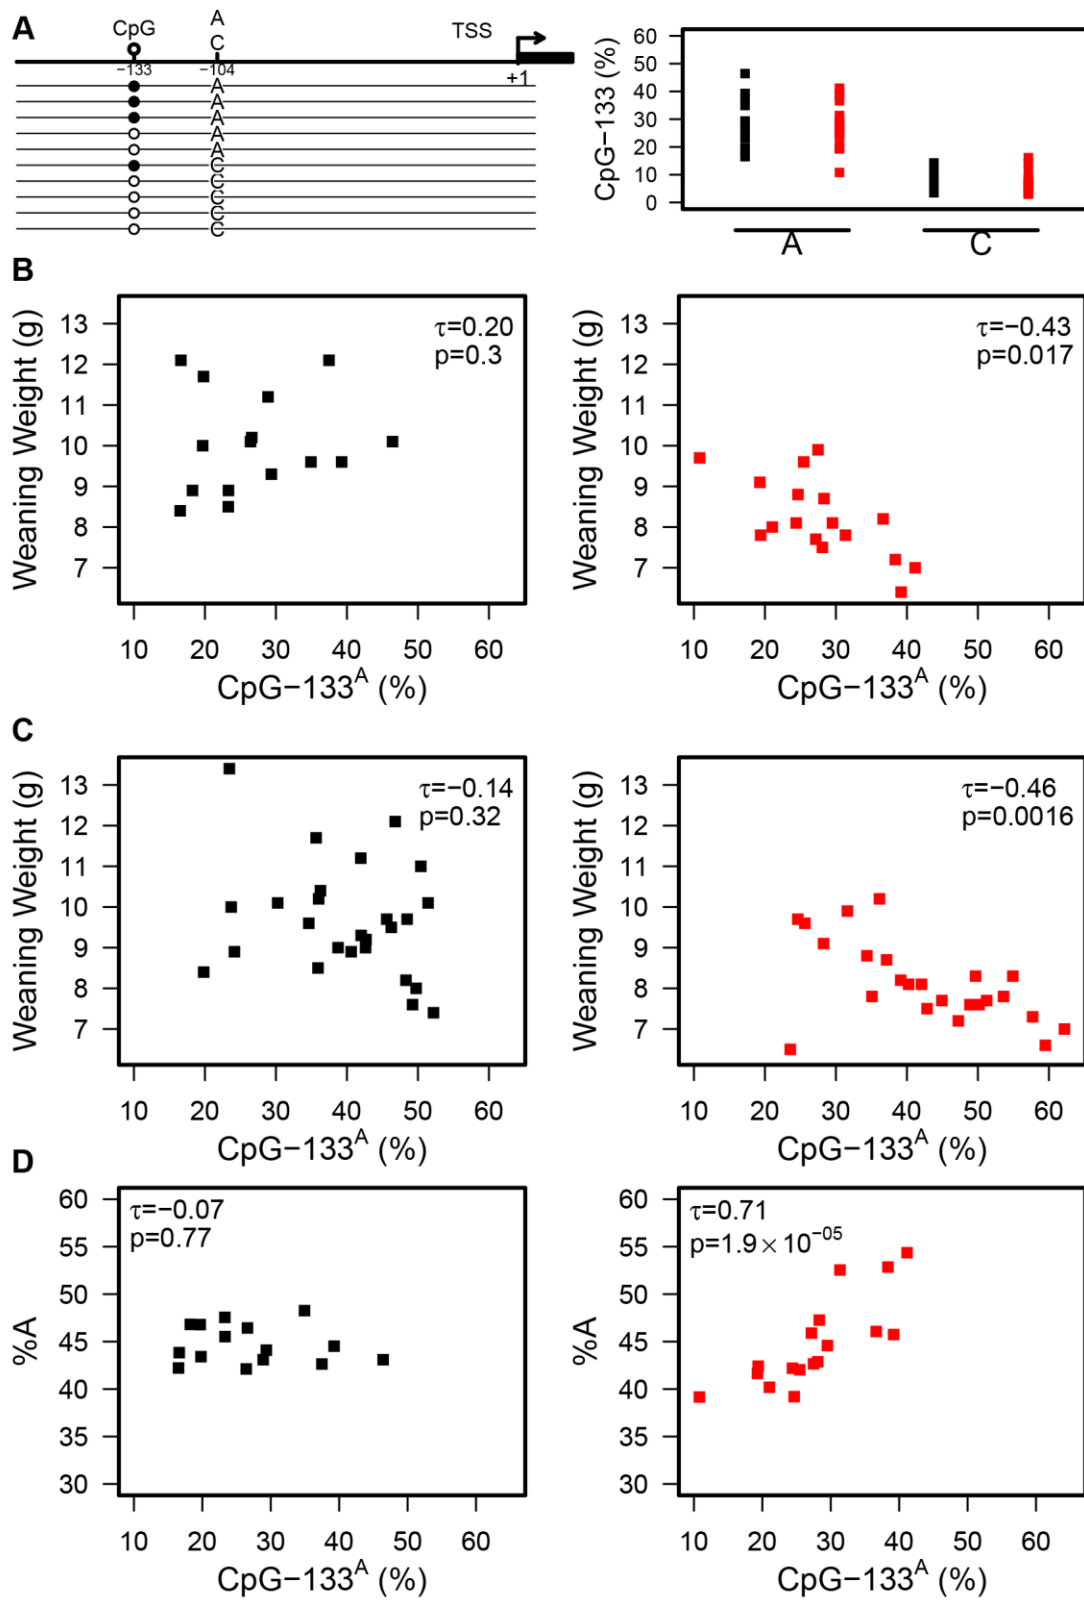 A
CpG
A
C
TSS
−133
−104
+1
A
A
A
A
A
C
C
C
C
C
CpG−133 (%)
60
50
40
30
20
10
0
A
C
B
Weaning Weight (g)
13
12
11
10
9
8
7
τ=0.20
p=0.3
10 20 30 40 50 60
CpG−133^A (%)
Weaning Weight (g)
13
12
11
10
9
8
7
τ=−0.43
p=0.017
10 20 30 40 50 60
CpG−133^A (%)
C
Weaning Weight (g)
13
12
11
10
9
8
7
τ=−0.14
p=0.32
10 20 30 40 50 60
CpG−133^A (%)
Weaning Weight (g)
13
12
11
10
9
8
7
τ=−0.46
p=0.0016
10 20 30 40 50 60
CpG−133^A (%)
D
%A
60
55
50
45
40
35
30
τ=−0.07
p=0.77
10 20 30 40 50 60
CpG−133^A (%)
%A
60
55
50
45
40
35
30
τ=0.71
p=1.9×10^−05
10 20 30 40 50 60
CpG−133^A (%)